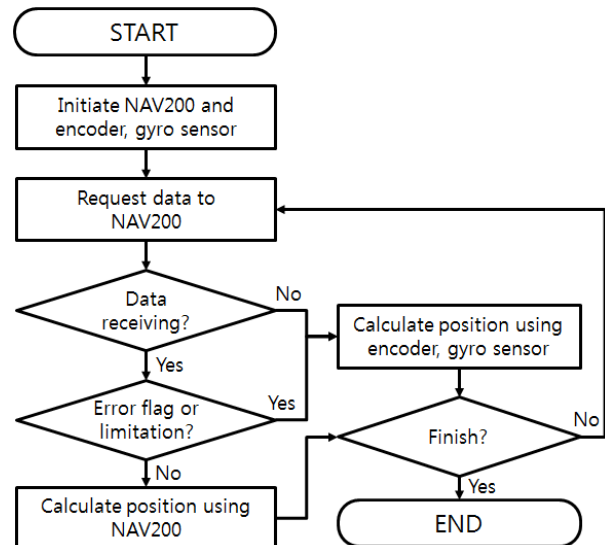 START
Initiate NAV200 and
encoder, gyro sensor
Request data to
NAV200
Data
receiving?
No
Yes
Calculate position using
encoder, gyro sensor
Error flag or
limitation?
Yes
No
Finish?
No
Yes
Calculate position using
NAV200
END